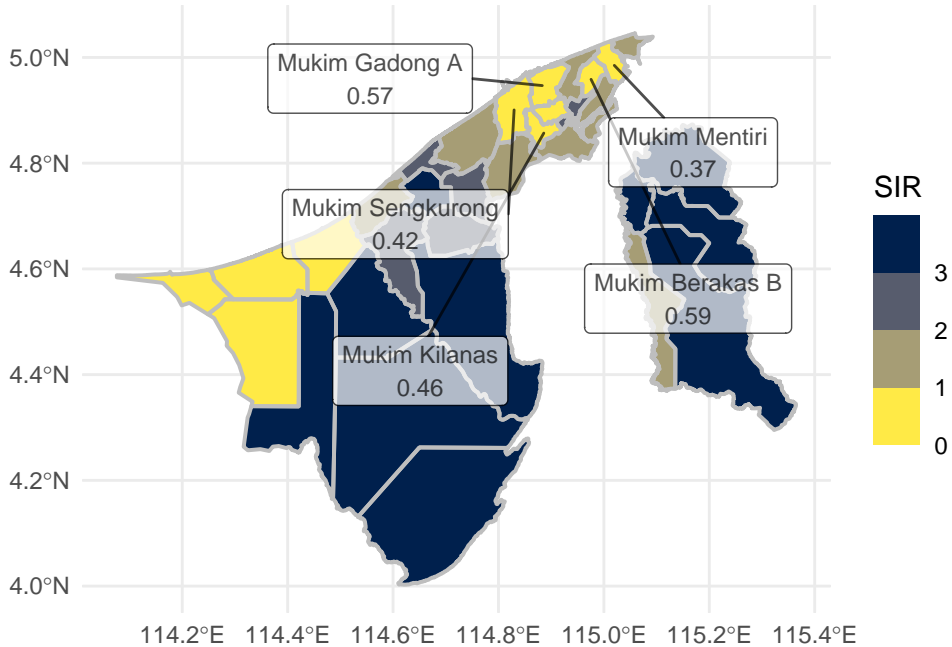 5.0°N
4.8°N
4.6°N
4.4°N
4.2°N
4.0°N
Mukim Gadong A
0.57
Mukim Mentiri
0.37
Mukim Sengkurong
0.42
Mukim Berakas B
0.59
Mukim Kilanas
0.46
114.2°E
114.4°E
114.6°E
114.8°E
115.0°E
115.2°E
115.4°E
SIR
3
2
1
0